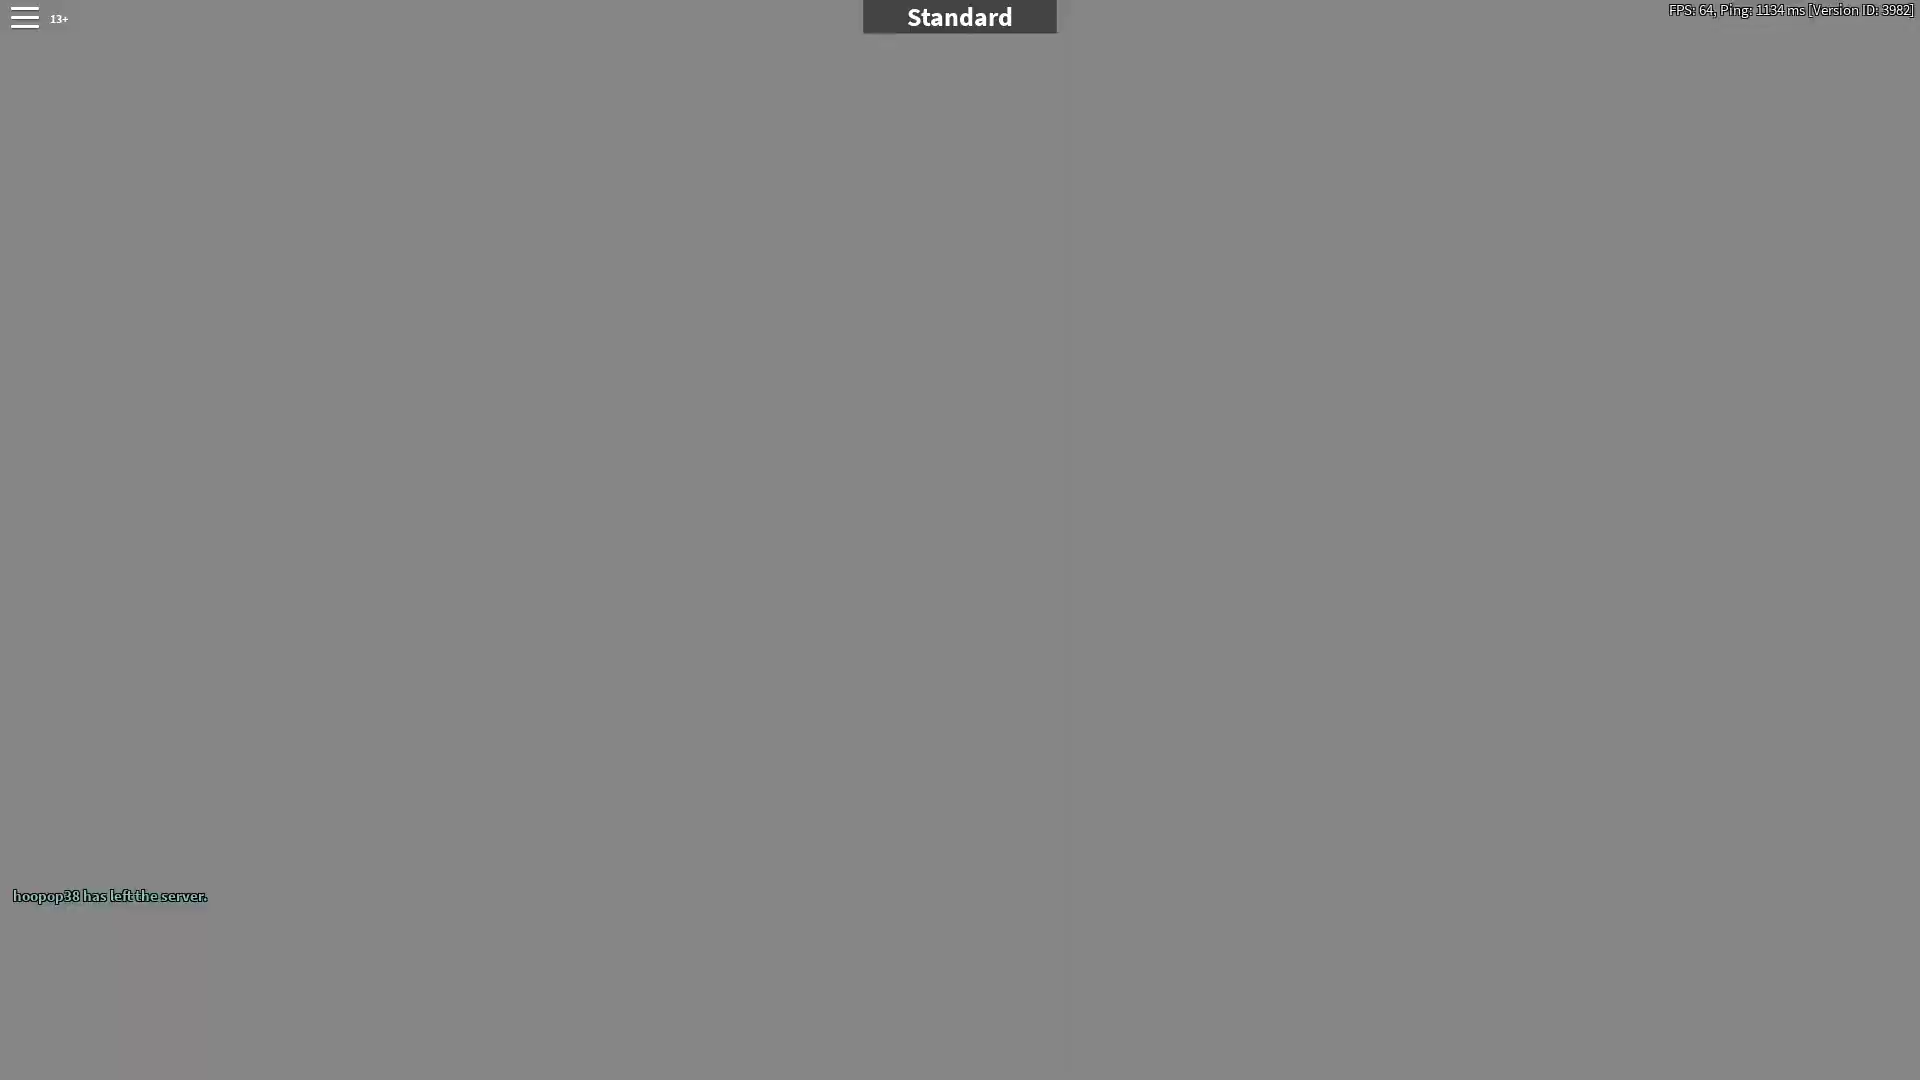 13+
Standard
FPS: 64, Ping: 1134 ms [Version ID: 3982]
hoopop38 has left the server.